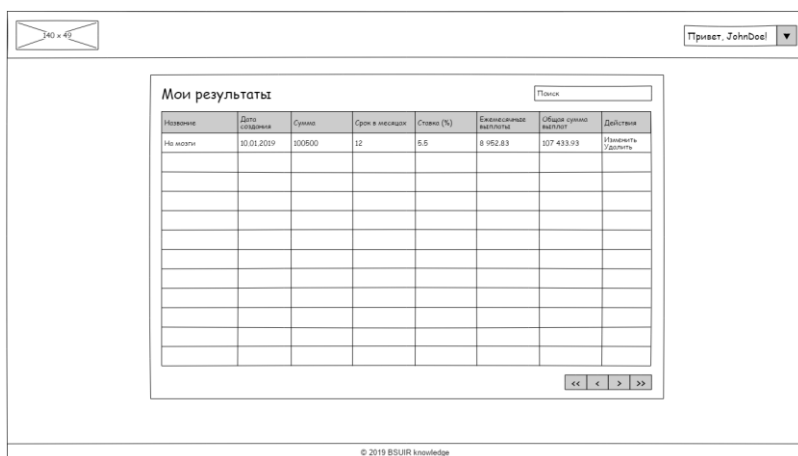 140 x 49
Привет, JohnDoe!
Мои результаты
Поиск
Название
Дата
создания
Сумма
Срок в месяцах
Ставка (%)
Ежемесячные
выплаты
Общая сумма
выплат
Действия
На мозги
10.01.2019
100500
12
5.5
8 952.83
107 433.93
Изменить
Удалить
<< < > >>
© 2019 BSUIR knowledge